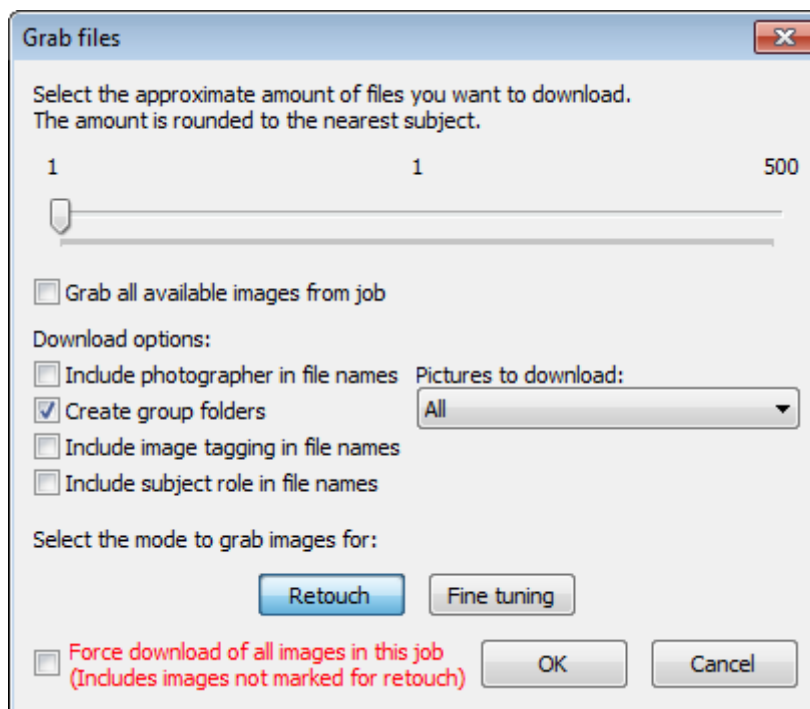 Grab files
Select the approximate amount of files you want to download.
The amount is rounded to the nearest subject.
1 1 500
Grab all available images from job
Download options:
Include photographer in file names Pictures to download:
Create group folders All
Include image tagging in file names
Include subject role in file names
Select the mode to grab images for:
Retouch Fine tuning
Force download of all images in this job
(Includes images not marked for retouch) OK Cancel